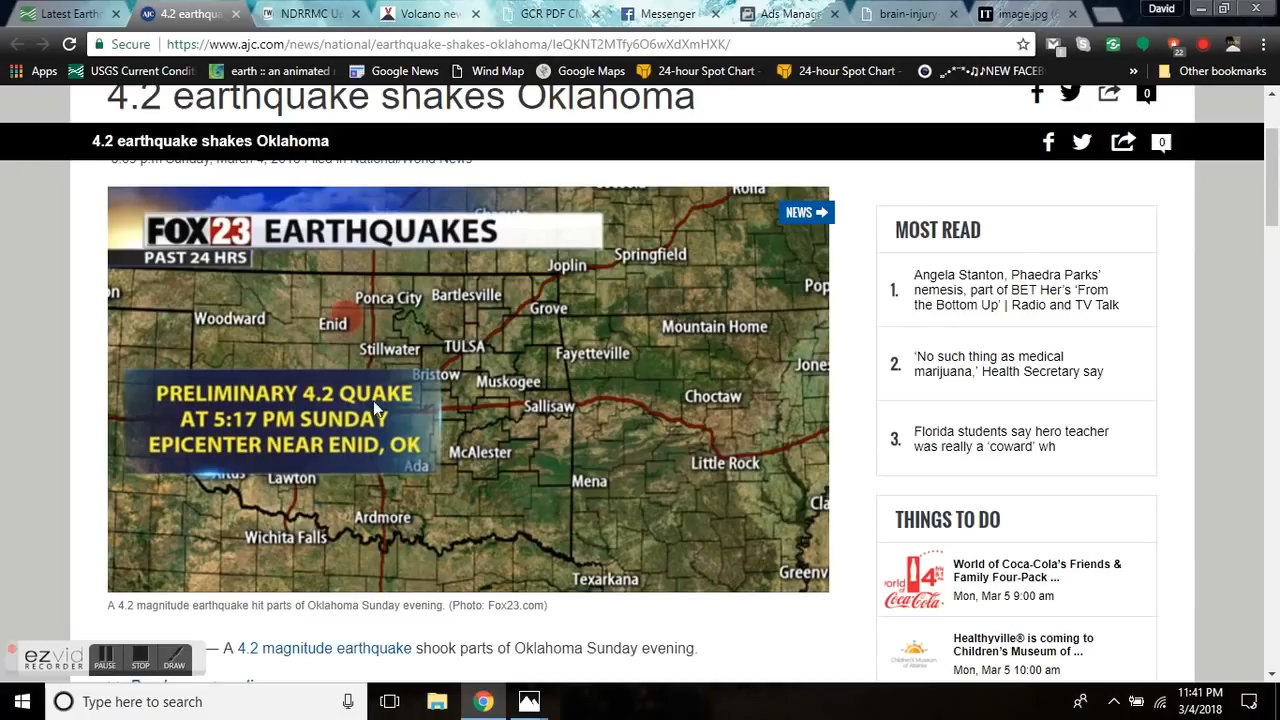 Latest Earth
4.2 earthquake
NDRRMC U
Volcano new
GCR PDF CM
Messenger
Ads Manag
brain-injury
image.jpg (6
David
Secure
https://www.ajc.com/news/national/earthquake-shakes-oklahoma/IeQKNT2MTfy6O6wXdXmHXK/
Apps
USGS Current Condit
earth :: an animated
Google News
Wind Map
Google Maps
24-hour Spot Chart -
24-hour Spot Chart -
♪NEW FACEB
»
Other bookmarks
4.2 earthquake shakes Oklahoma
0
4.2 earthquake shakes Oklahoma
0
FOX23 EARTHQUAKES
PAST 24 HRS
NEWS
Rolla
Springfield
Joplin
Pop
Ponca City
Bartlesville
Grove
Woodward
Enid
Mountain Home
Stillwater
TULSA
Fayetteville
Jones
Bristow
Muskogee
Choctaw
Sallisaw
PRELIMINARY 4.2 QUAKE
AT 5:17 PM SUNDAY
EPICENTER NEAR ENID, OK
McAlester
Ada
Little Rock
Altus
Lawton
Mena
Cla
Ardmore
Wichita Falls
Texarkana
Greenv
A 4.2 magnitude earthquake hit parts of Oklahoma Sunday evening. (Photo: Fox23.com)
— A 4.2 magnitude earthquake shook parts of Oklahoma Sunday evening.
MOST READ
1.
Angela Stanton, Phaedra Parks'
nemesis, part of BET Her's 'From
the Bottom Up' | Radio and TV Talk
2.
'No such thing as medical
marijuana,' Health Secretary say
3.
Florida students say hero teacher
was really a 'coward' wh
THINGS TO DO
World of Coca-Cola's Friends &
Family Four-Pack ...
Mon, Mar 5 9:00 am
Healthyville® is coming to
Children's Museum of ...
Mon, Mar 5 10:00 am
ezvid
RECORDER
PAUSE
STOP
DRAW
Type here to search
11:41 PM
3/4/2018